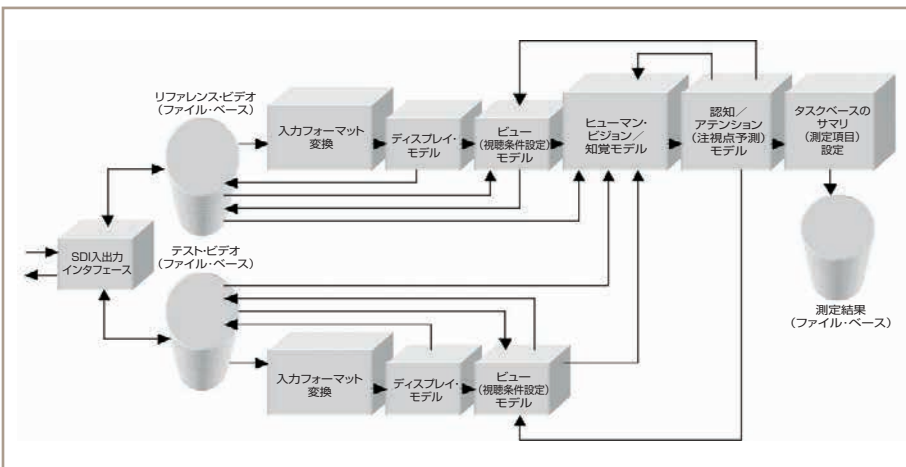 リファレンス・ビデオ
(ファイル・ベース)
入力フォーマット
変換
ディスプレイ・
モデル
ビュー
(視聴条件設定)
モデル
ヒューマン・
ビジョン/
知覚モデル
認知/
アテンション
(注視点予測)
モデル
タスクベースの
サマリ
(測定項目)
設定
SDI入出力
インタフェース
テスト・ビデオ
(ファイル・ベース)
測定結果
(ファイル・ベース)
入力フォーマット
変換
ディスプレイ・
モデル
ビュー
(視聴条件設定)
モデル